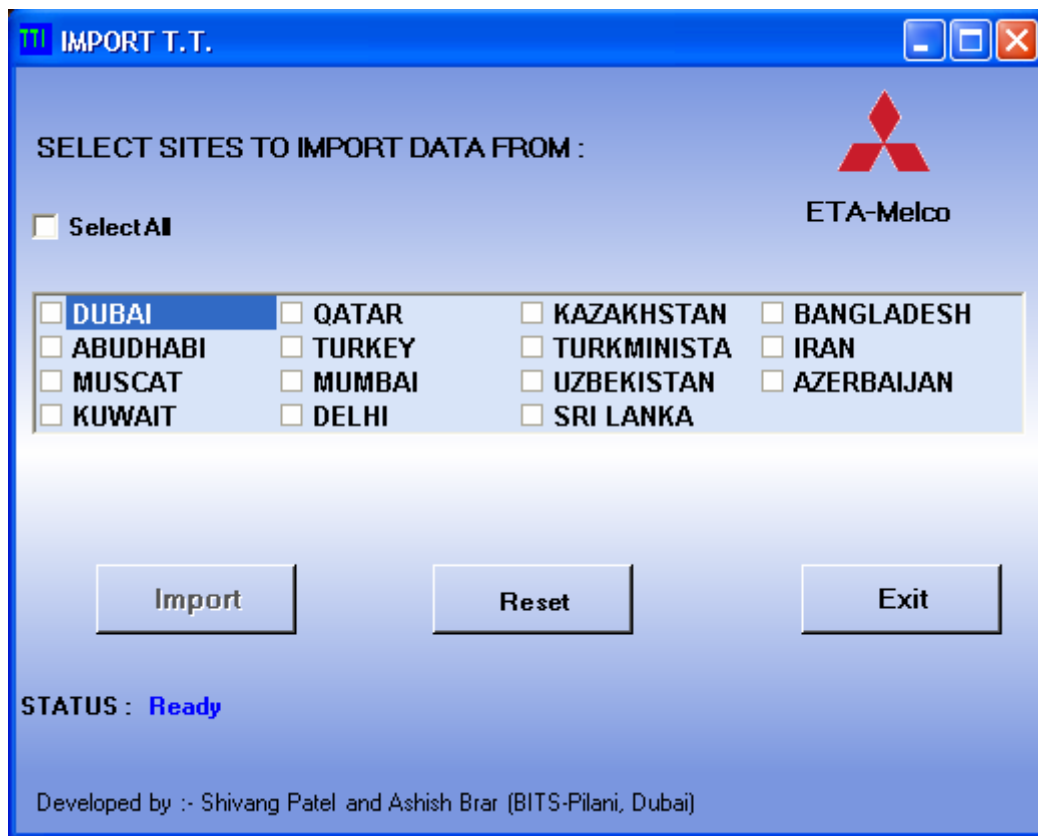 TTI IMPORT T.T.
SELECT SITES TO IMPORT DATA FROM :
ETA-Melco
Select All
DUBAI QATAR KAZAKHSTAN BANGLADESH
ABUDHABI TURKEY TURKMINISTA IRAN
MUSCAT MUMBAI UZBEKISTAN AZERBAIJAN
KUWAIT DELHI SRI LANKA
Import Reset Exit
STATUS : Ready
Developed by :- Shivang Patel and Ashish Brar (BITS-Pilani, Dubai)